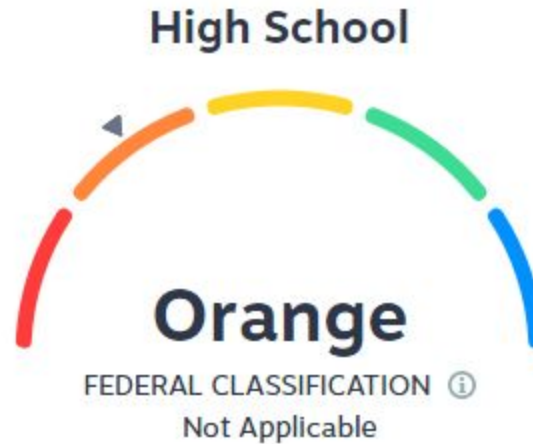 High School
Orange
FEDERAL CLASSIFICATION
Not Applicable